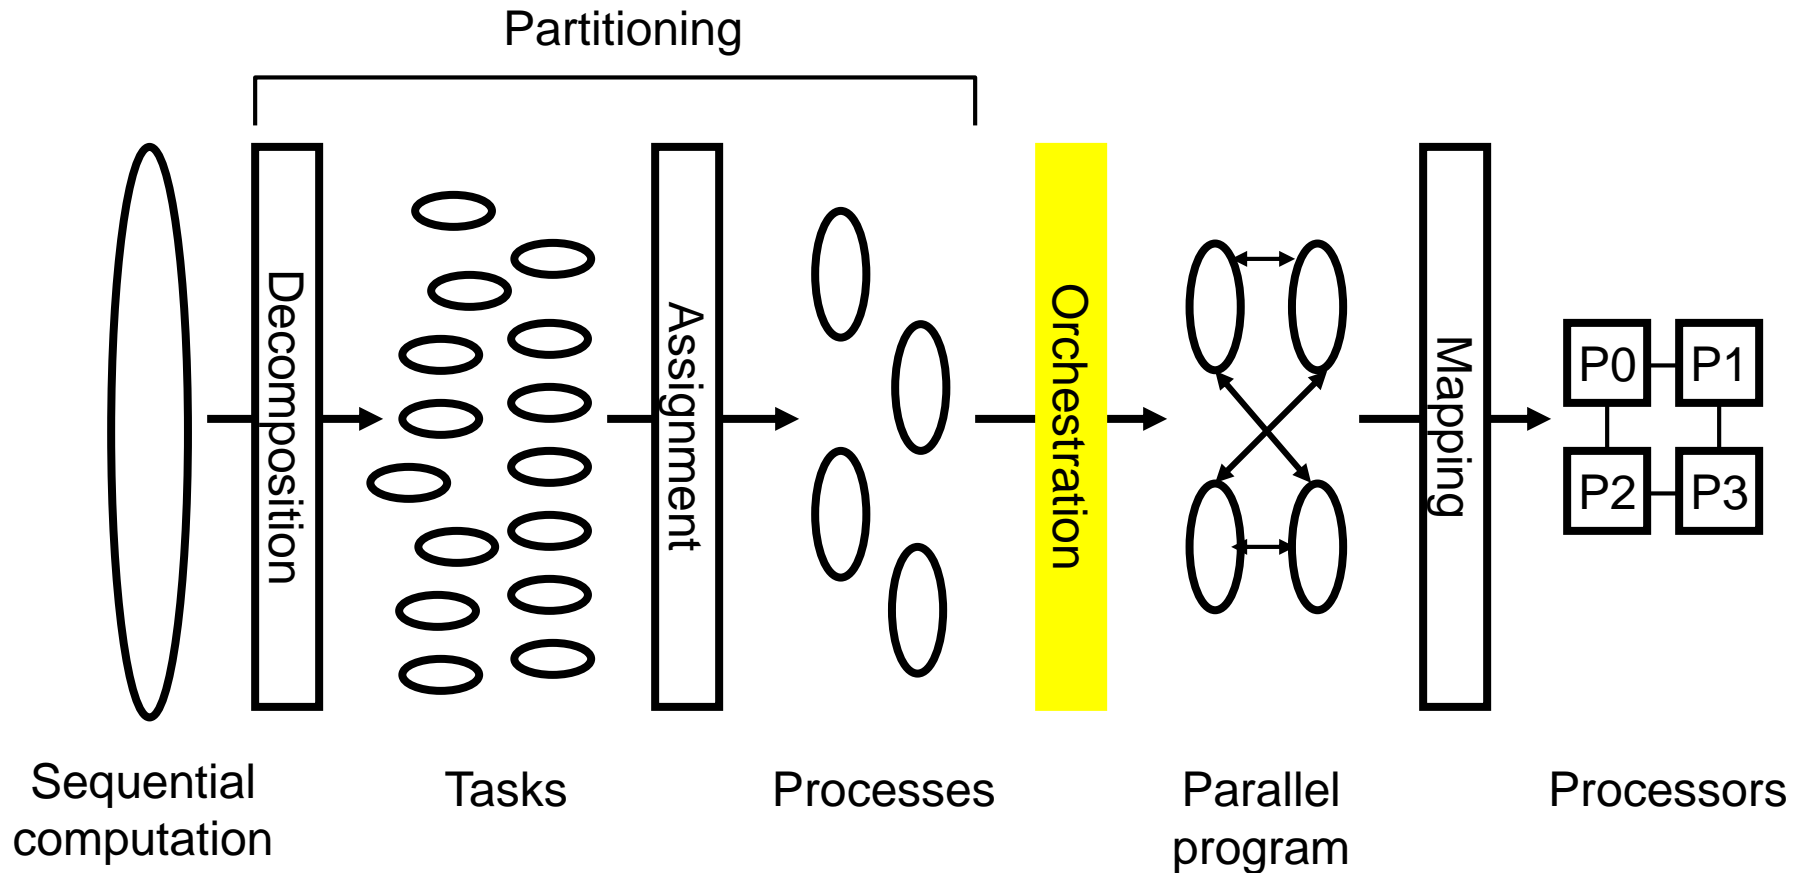 Partitioning
Decomposition
Assignment
Orchestration
Mapping
P0
P1
P2
P3
Sequential
computation
Tasks
Processes
Parallel
program
Processors